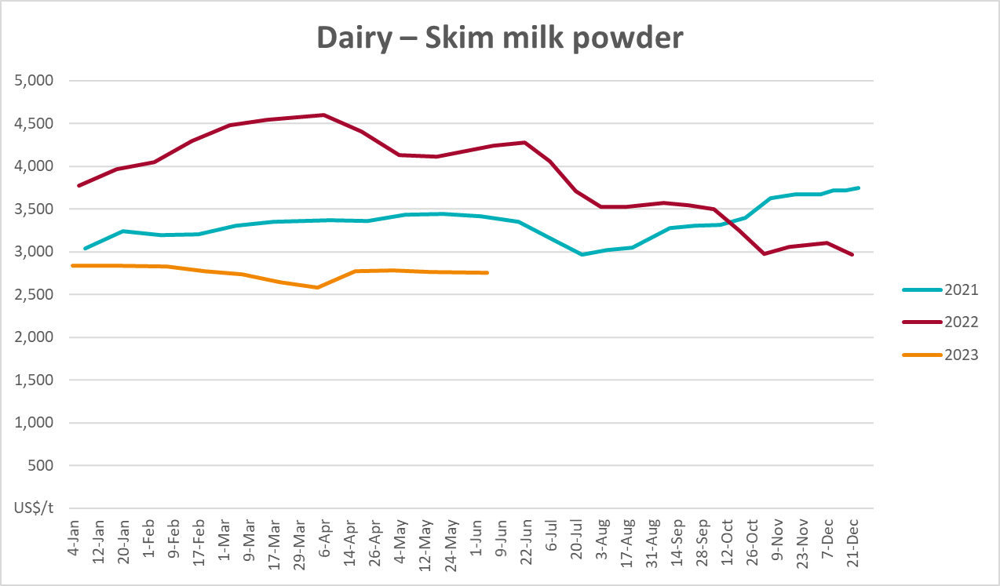 Dairy – Skim milk powder
5,000
4,500
4,000
3,500
3,000
2,500
2,000
1,500
1,000
500
US$/t
4-Jan
12-Jan
20-Jan
1-Feb
9-Feb
17-Feb
1-Mar
9-Mar
17-Mar
29-Mar
6-Apr
14-Apr
26-Apr
4-May
12-May
24-May
1-Jun
9-Jun
22-Jun
6-Jul
20-Jul
3-Aug
17-Aug
31-Aug
14-Sep
28-Sep
12-Oct
26-Oct
9-Nov
23-Nov
7-Dec
21-Dec
2021
2022
2023